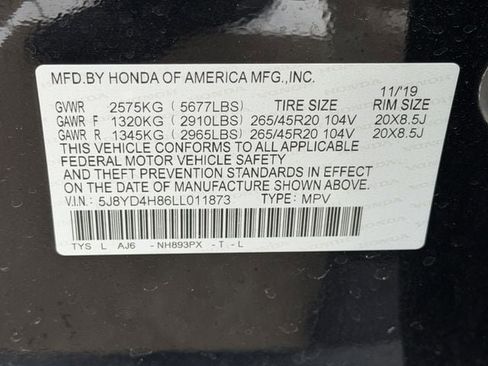 MFD.BY HONDA OF AMERICA MFG.,INC.
11/'19
GVWR 2575KG (5677LBS) TIRE SIZE RIM SIZE
GAWR F 1320KG (2910LBS) 265/45R20 104V 20X8.5J
GAWR R 1345KG (2965LBS) 265/45R20 104V 20X8.5J
THIS VEHICLE CONFORMS TO ALL APPLICABLE
FEDERAL MOTOR VEHICLE SAFETY
AND THEFT PREVENTION STANDARDS IN EFFECT
ON THE DATE OF MANUFACTURE SHOWN ABOVE.
V.I.N: 5J8YD4H86LL011873 TYPE: MPV
TYS L AJ6 -NH893PX -T-L